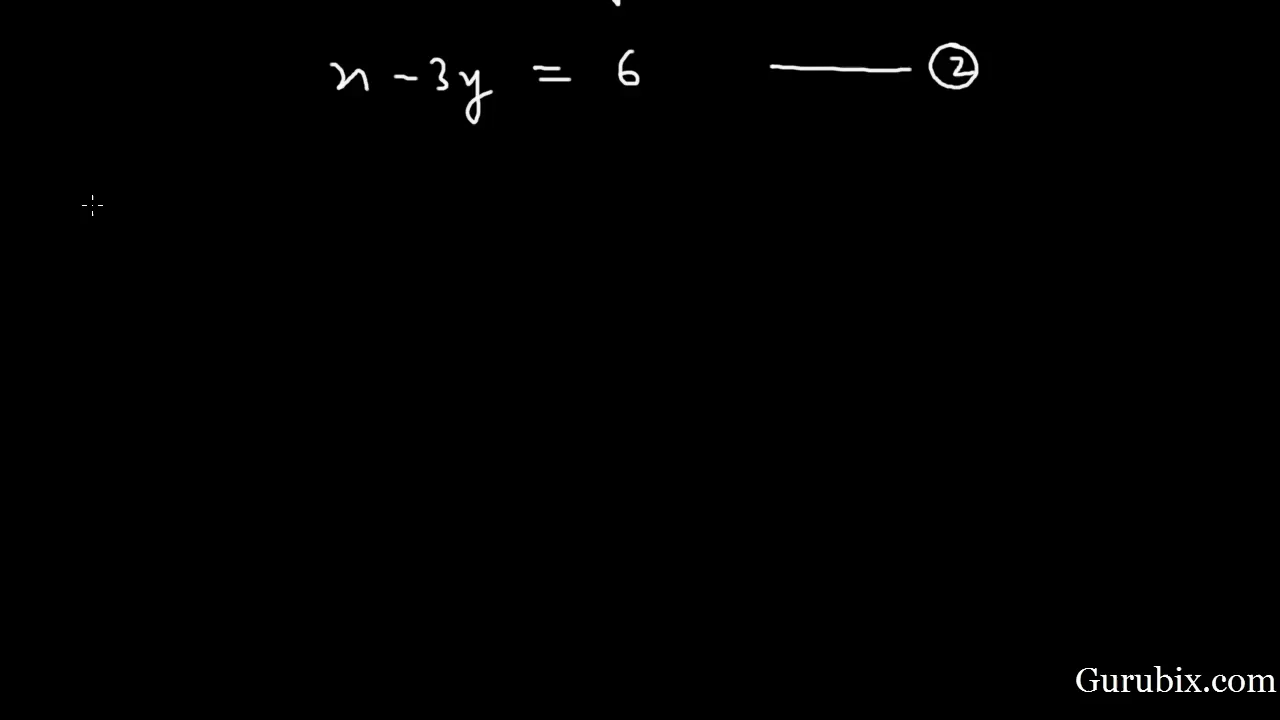 x - 3y = 6 —— ②
Gurubix.com